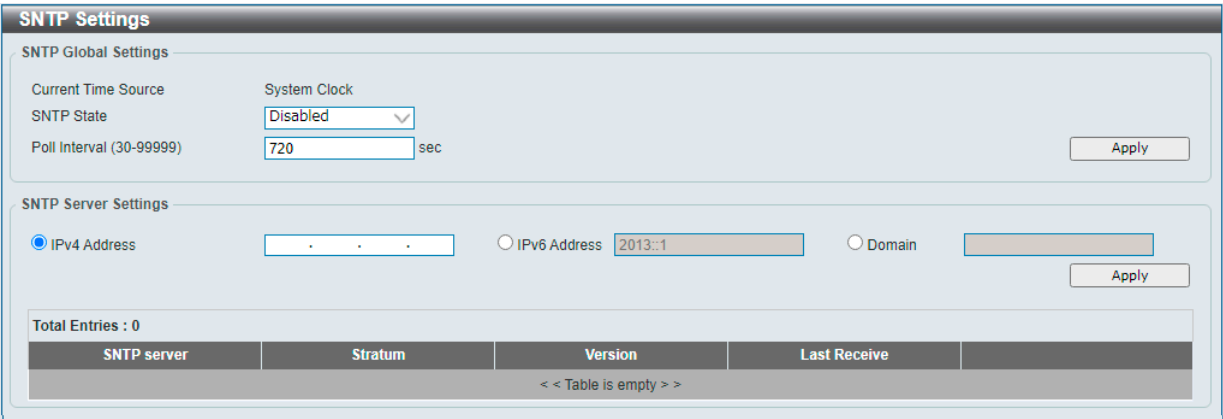 SNTP Settings
SNTP Global Settings
Current Time Source System Clock
SNTP State Disabled
Poll Interval (30-99999) 720 sec Apply
SNTP Server Settings
IPv4 Address . . . IPv6 Address 2013::1 Domain
Apply
Total Entries : 0
SNTP server Stratum Version Last Receive
< < Table is empty > >